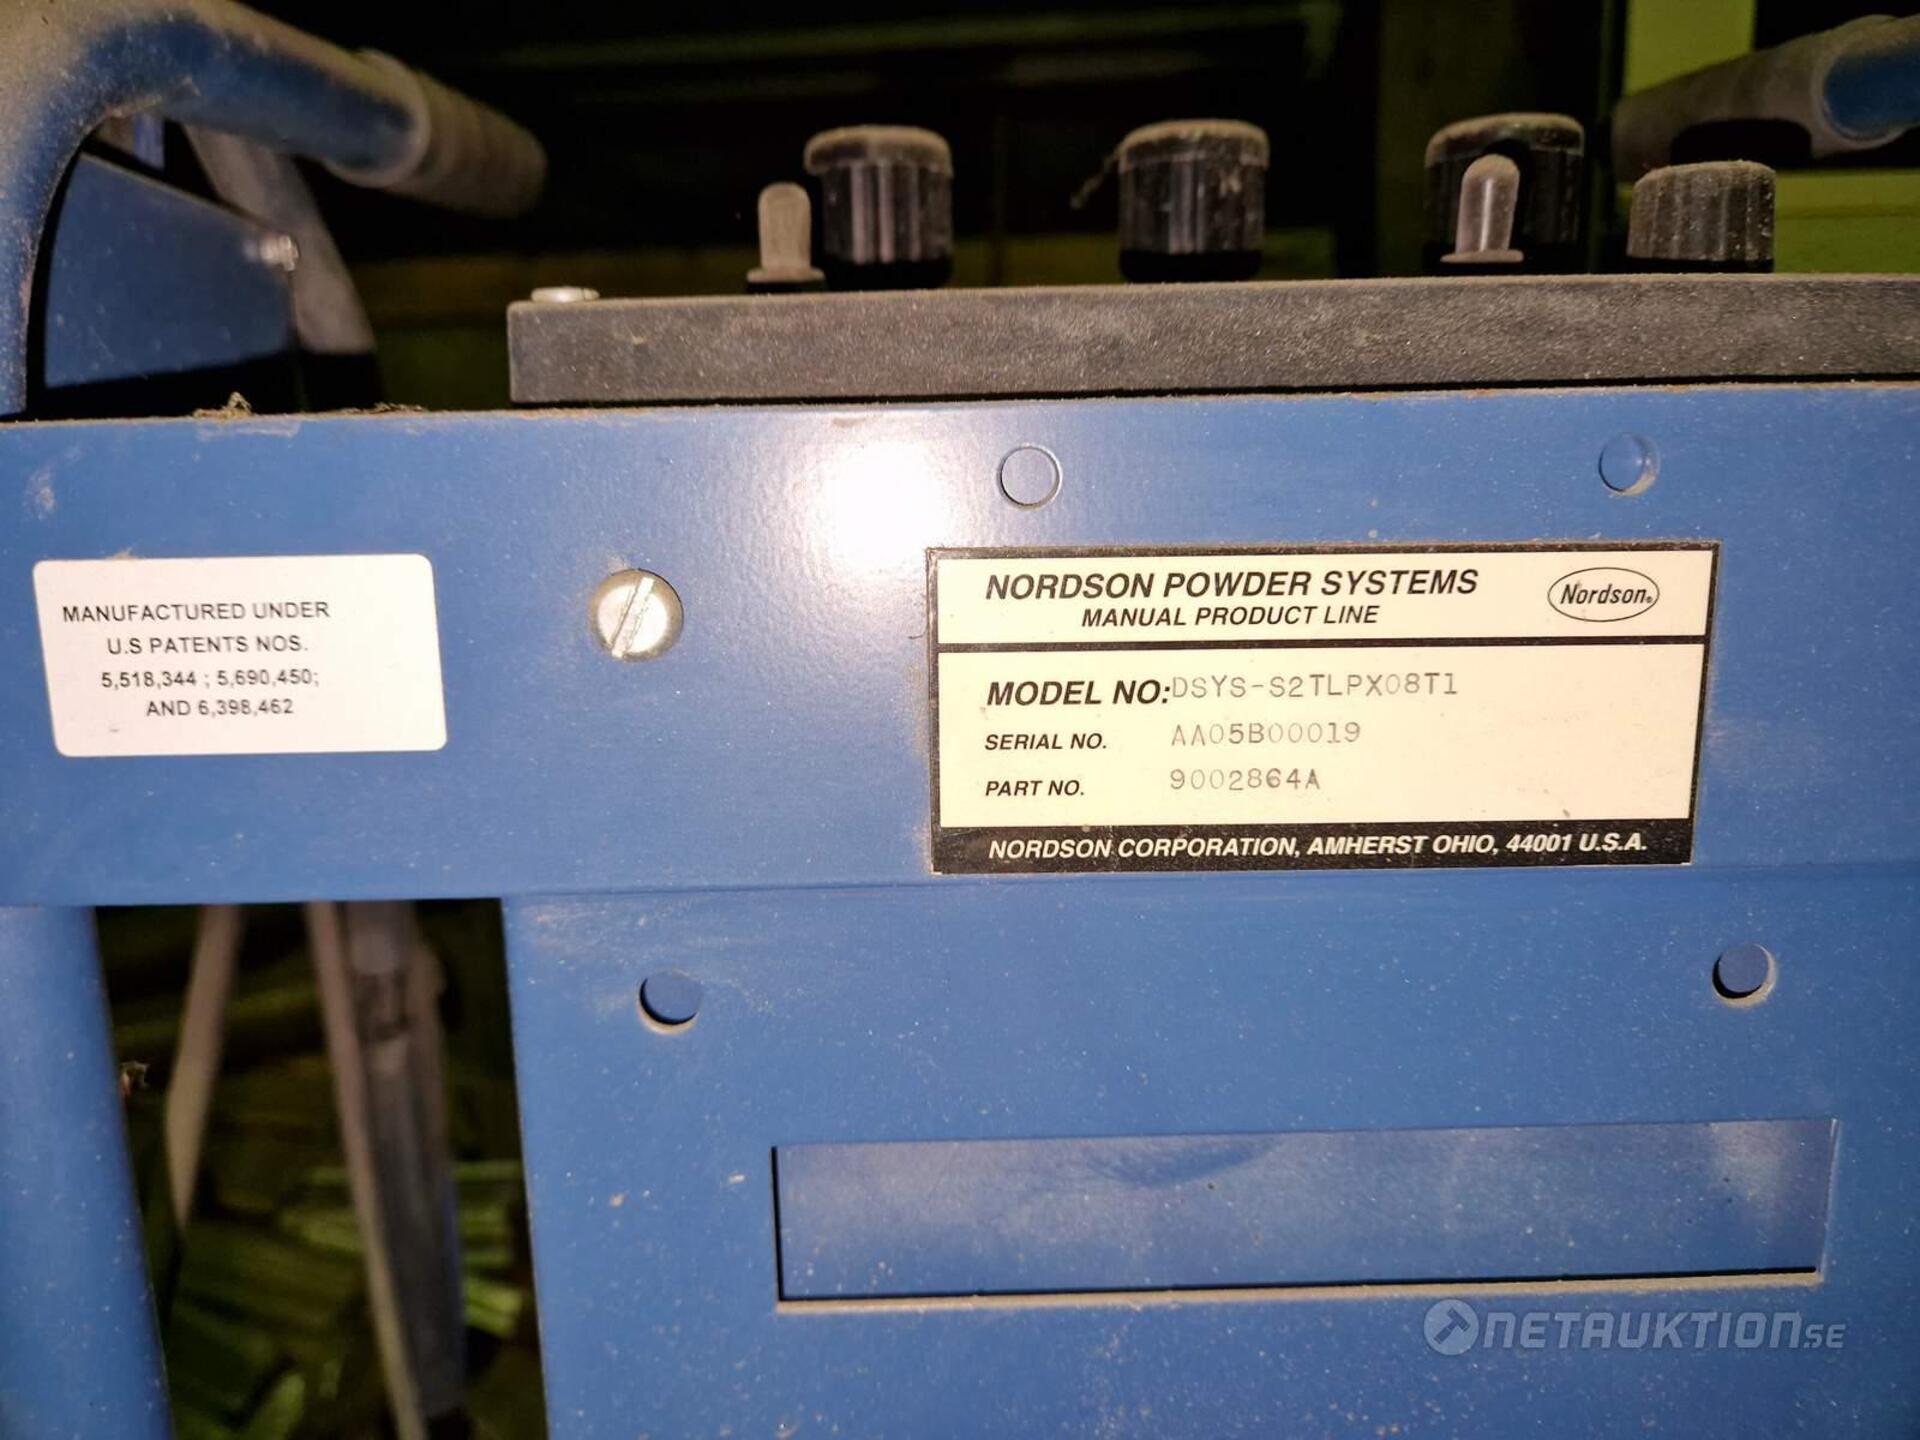 MANUFACTURED UNDER
U.S PATENTS NOS.
5,518,344 ; 5,690,450;
AND 6,398,462
NORDSON POWDER SYSTEMS
MANUAL PRODUCT LINE
Nordson®
MODEL NO: DSYS-S2TLPX08T1
SERIAL NO. AA05B00019
PART NO. 9002864A
NORDSON CORPORATION, AMHERST OHIO, 44001 U.S.A.
NETAUKTION.SE